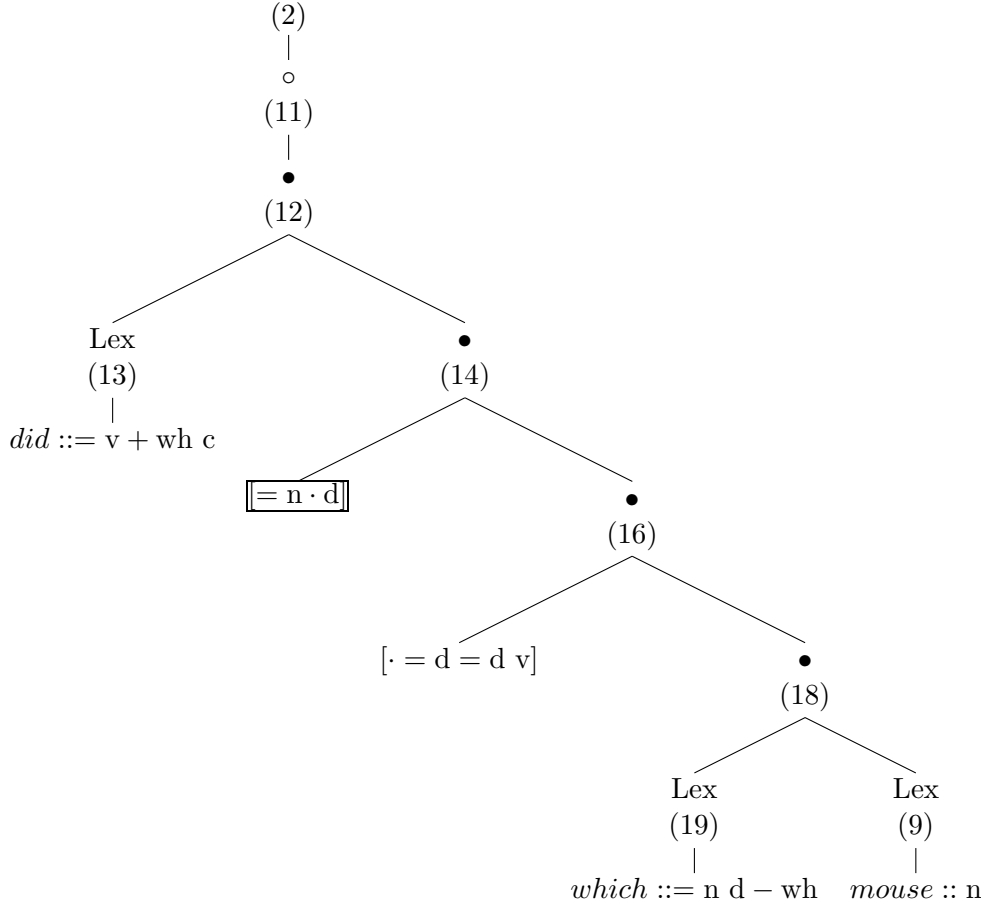 (2)
∘
(11)
•
(12)
Lex •
(13) (14)
did ::= v + wh c
[= n · d] •
(16)
[· = d = d v] •
(18)
Lex Lex
(19) (9)
which ::= n d − wh mouse :: n